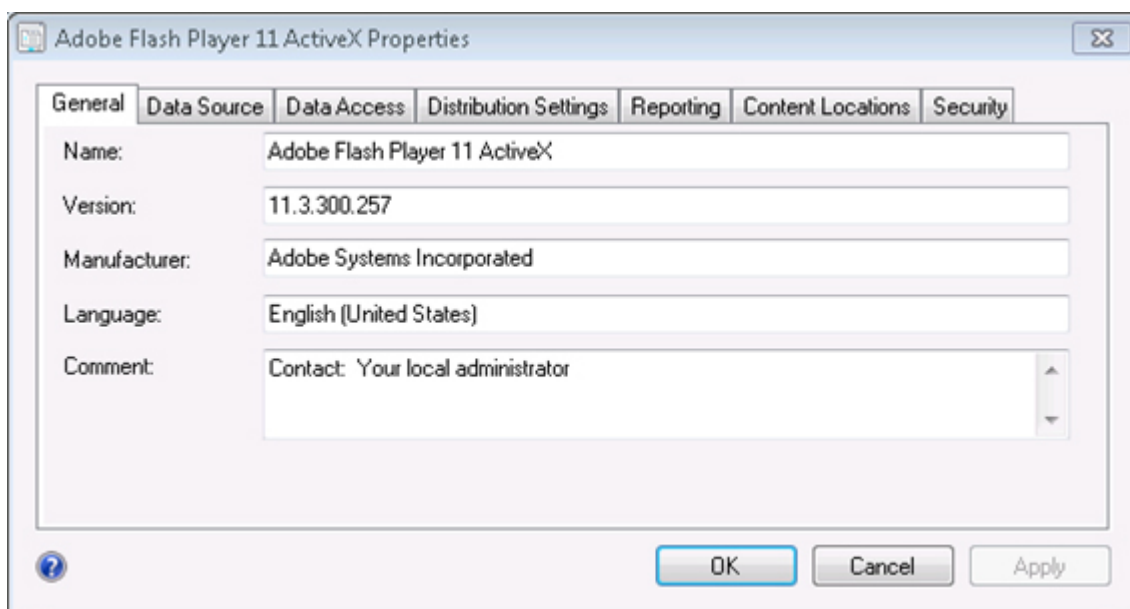 Adobe Flash Player 11 ActiveX Properties
General Data Source Data Access Distribution Settings Reporting Content Locations Security
Name: Adobe Flash Player 11 ActiveX
Version: 11.3.300.257
Manufacturer: Adobe Systems Incorporated
Language: English (United States)
Comment: Contact:  Your local administrator
OK Cancel Apply